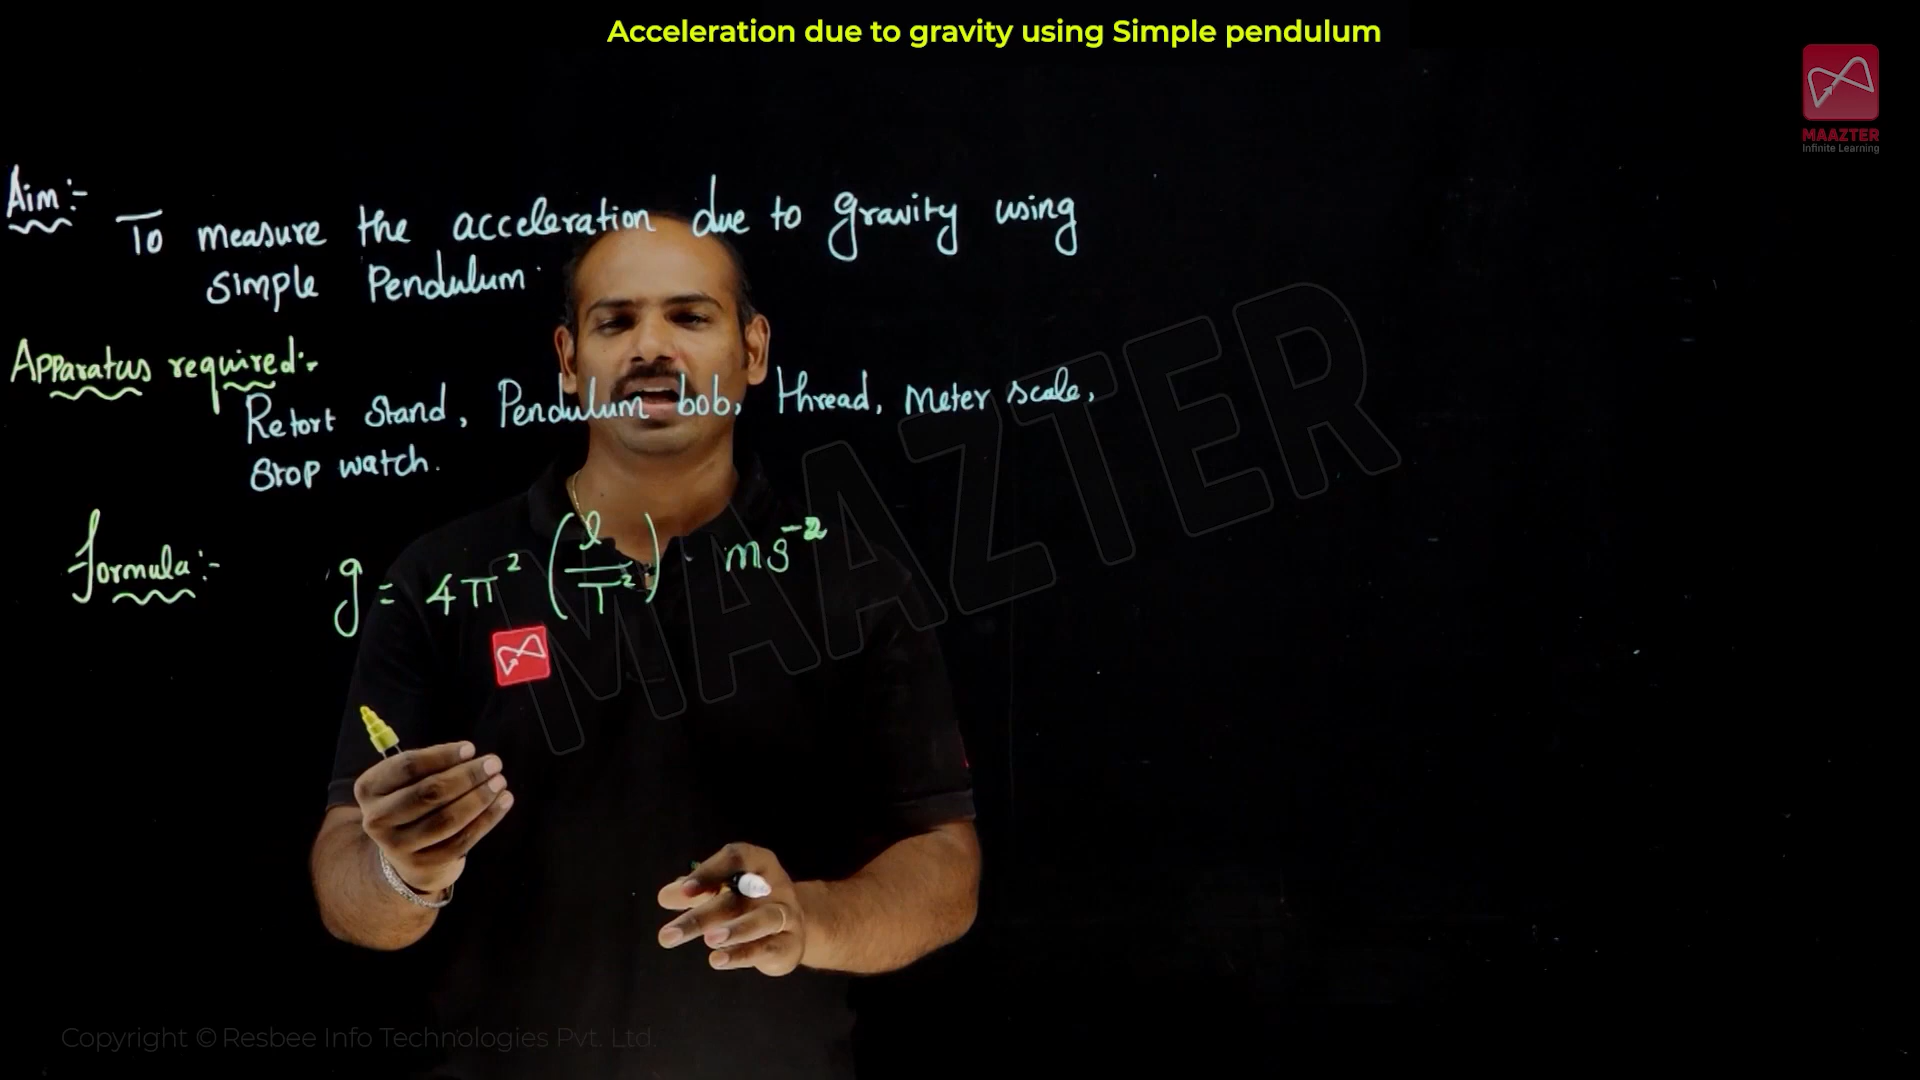 Acceleration due to gravity using Simple pendulum
MAAZTER
Infinite Learning
Aim:-
To measure the acceleration due to gravity using
simple Pendulum.
Apparatus required:-
Retort Stand, Pendulum bob, thread, Meter scale,
Stop watch.
Formula:- g = 4π² (l/T²) . ms⁻²
MAAZTER
Copyright © Resbee Info Technologies Pvt. Ltd.